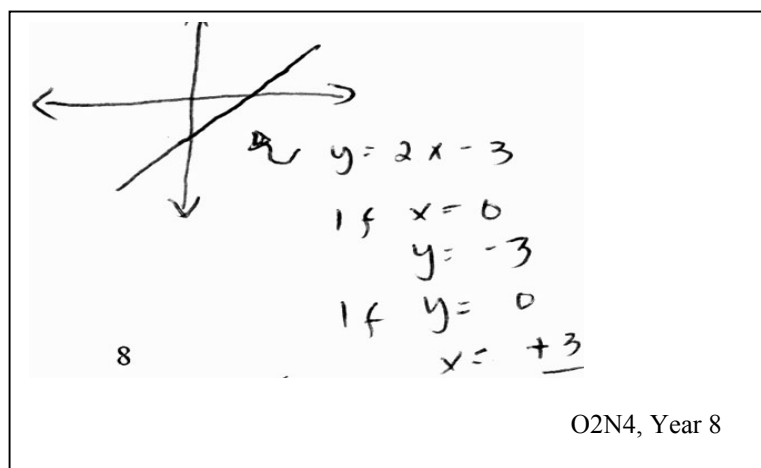 y = 2x - 3
If x = 0
y = -3
If y = 0
x = +3
8
O2N4, Year 8